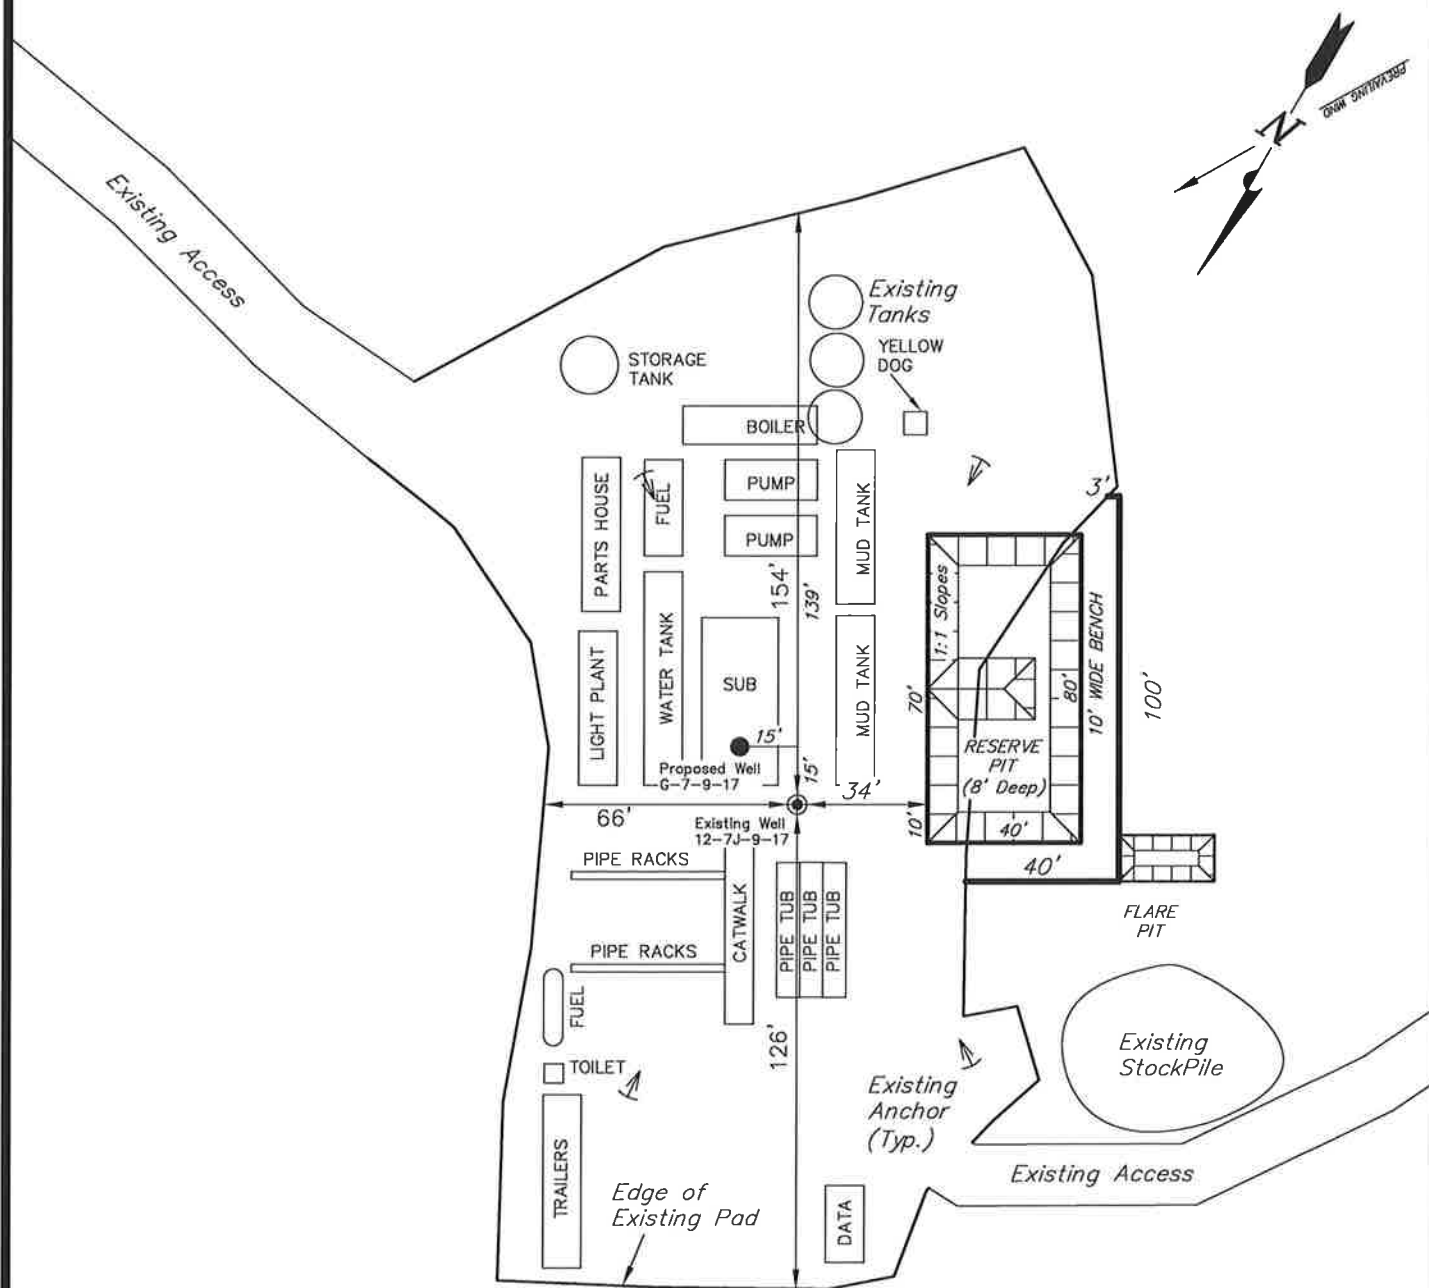 PREVAILING WIND
N
Existing Access
Existing
Tanks
STORAGE
TANK
YELLOW
DOG
BOILER
PARTS HOUSE
FUEL
PUMP
PUMP
MUD TANK
3'
154'
139'
1:1 Slopes
10' WIDE BENCH
100'
LIGHT PLANT
WATER TANK
SUB
MUD TANK
70'
80'
15'
15'
Proposed Well
G-7-9-17
RESERVE
PIT
(8' Deep)
34'
66'
10'
40'
Existing Well
12-7J-9-17
40'
PIPE RACKS
CATWALK
PIPE TUB
PIPE TUB
PIPE TUB
FLARE
PIT
PIPE RACKS
FUEL
126'
TOILET
Existing
StockPile
Existing
Anchor
(Typ.)
TRAILERS
Existing Access
Edge of
Existing Pad
DATA